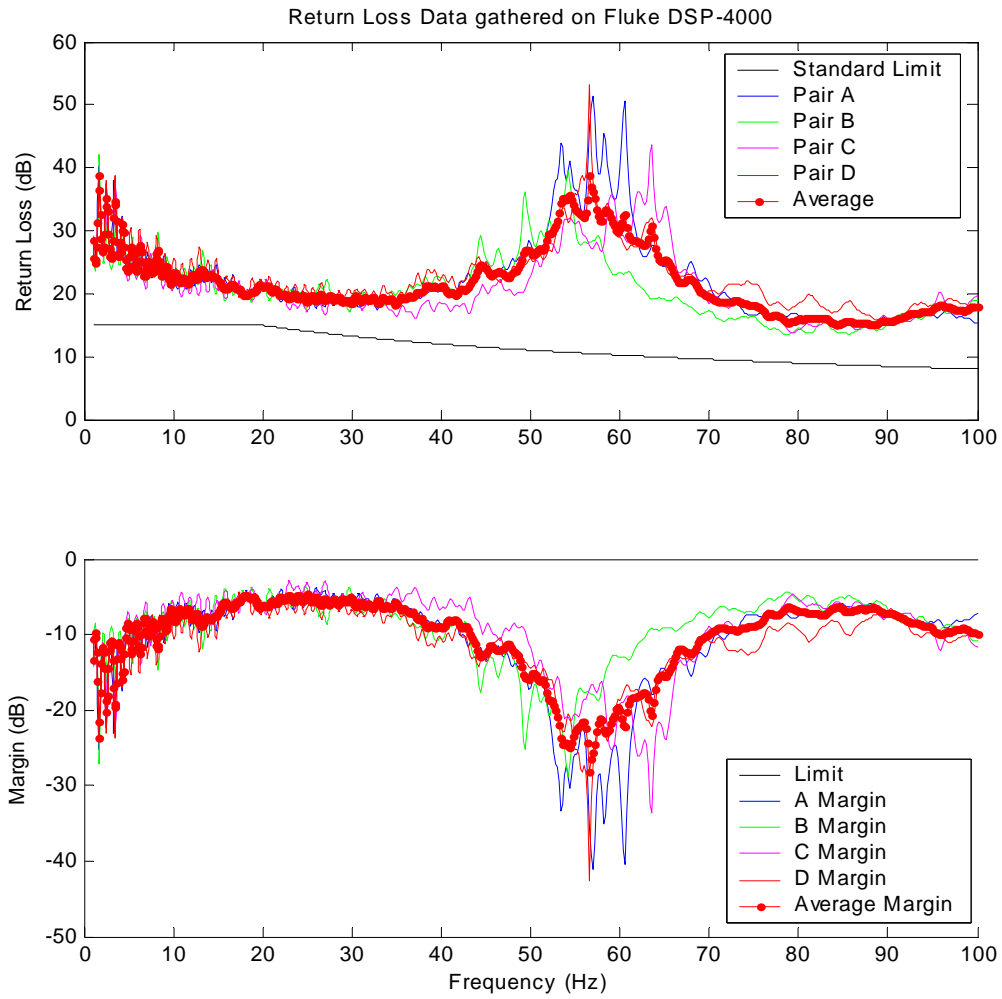 Return Loss Data gathered on Fluke DSP-4000
Return Loss (dB)
60
50
40
30
20
10
0
0 10 20 30 40 50 60 70 80 90 100
Standard Limit
Pair A
Pair B
Pair C
Pair D
Average
Margin (dB)
0
-10
-20
-30
-40
-50
0 10 20 30 40 50 60 70 80 90 100
Frequency (Hz)
Limit
A Margin
B Margin
C Margin
D Margin
Average Margin